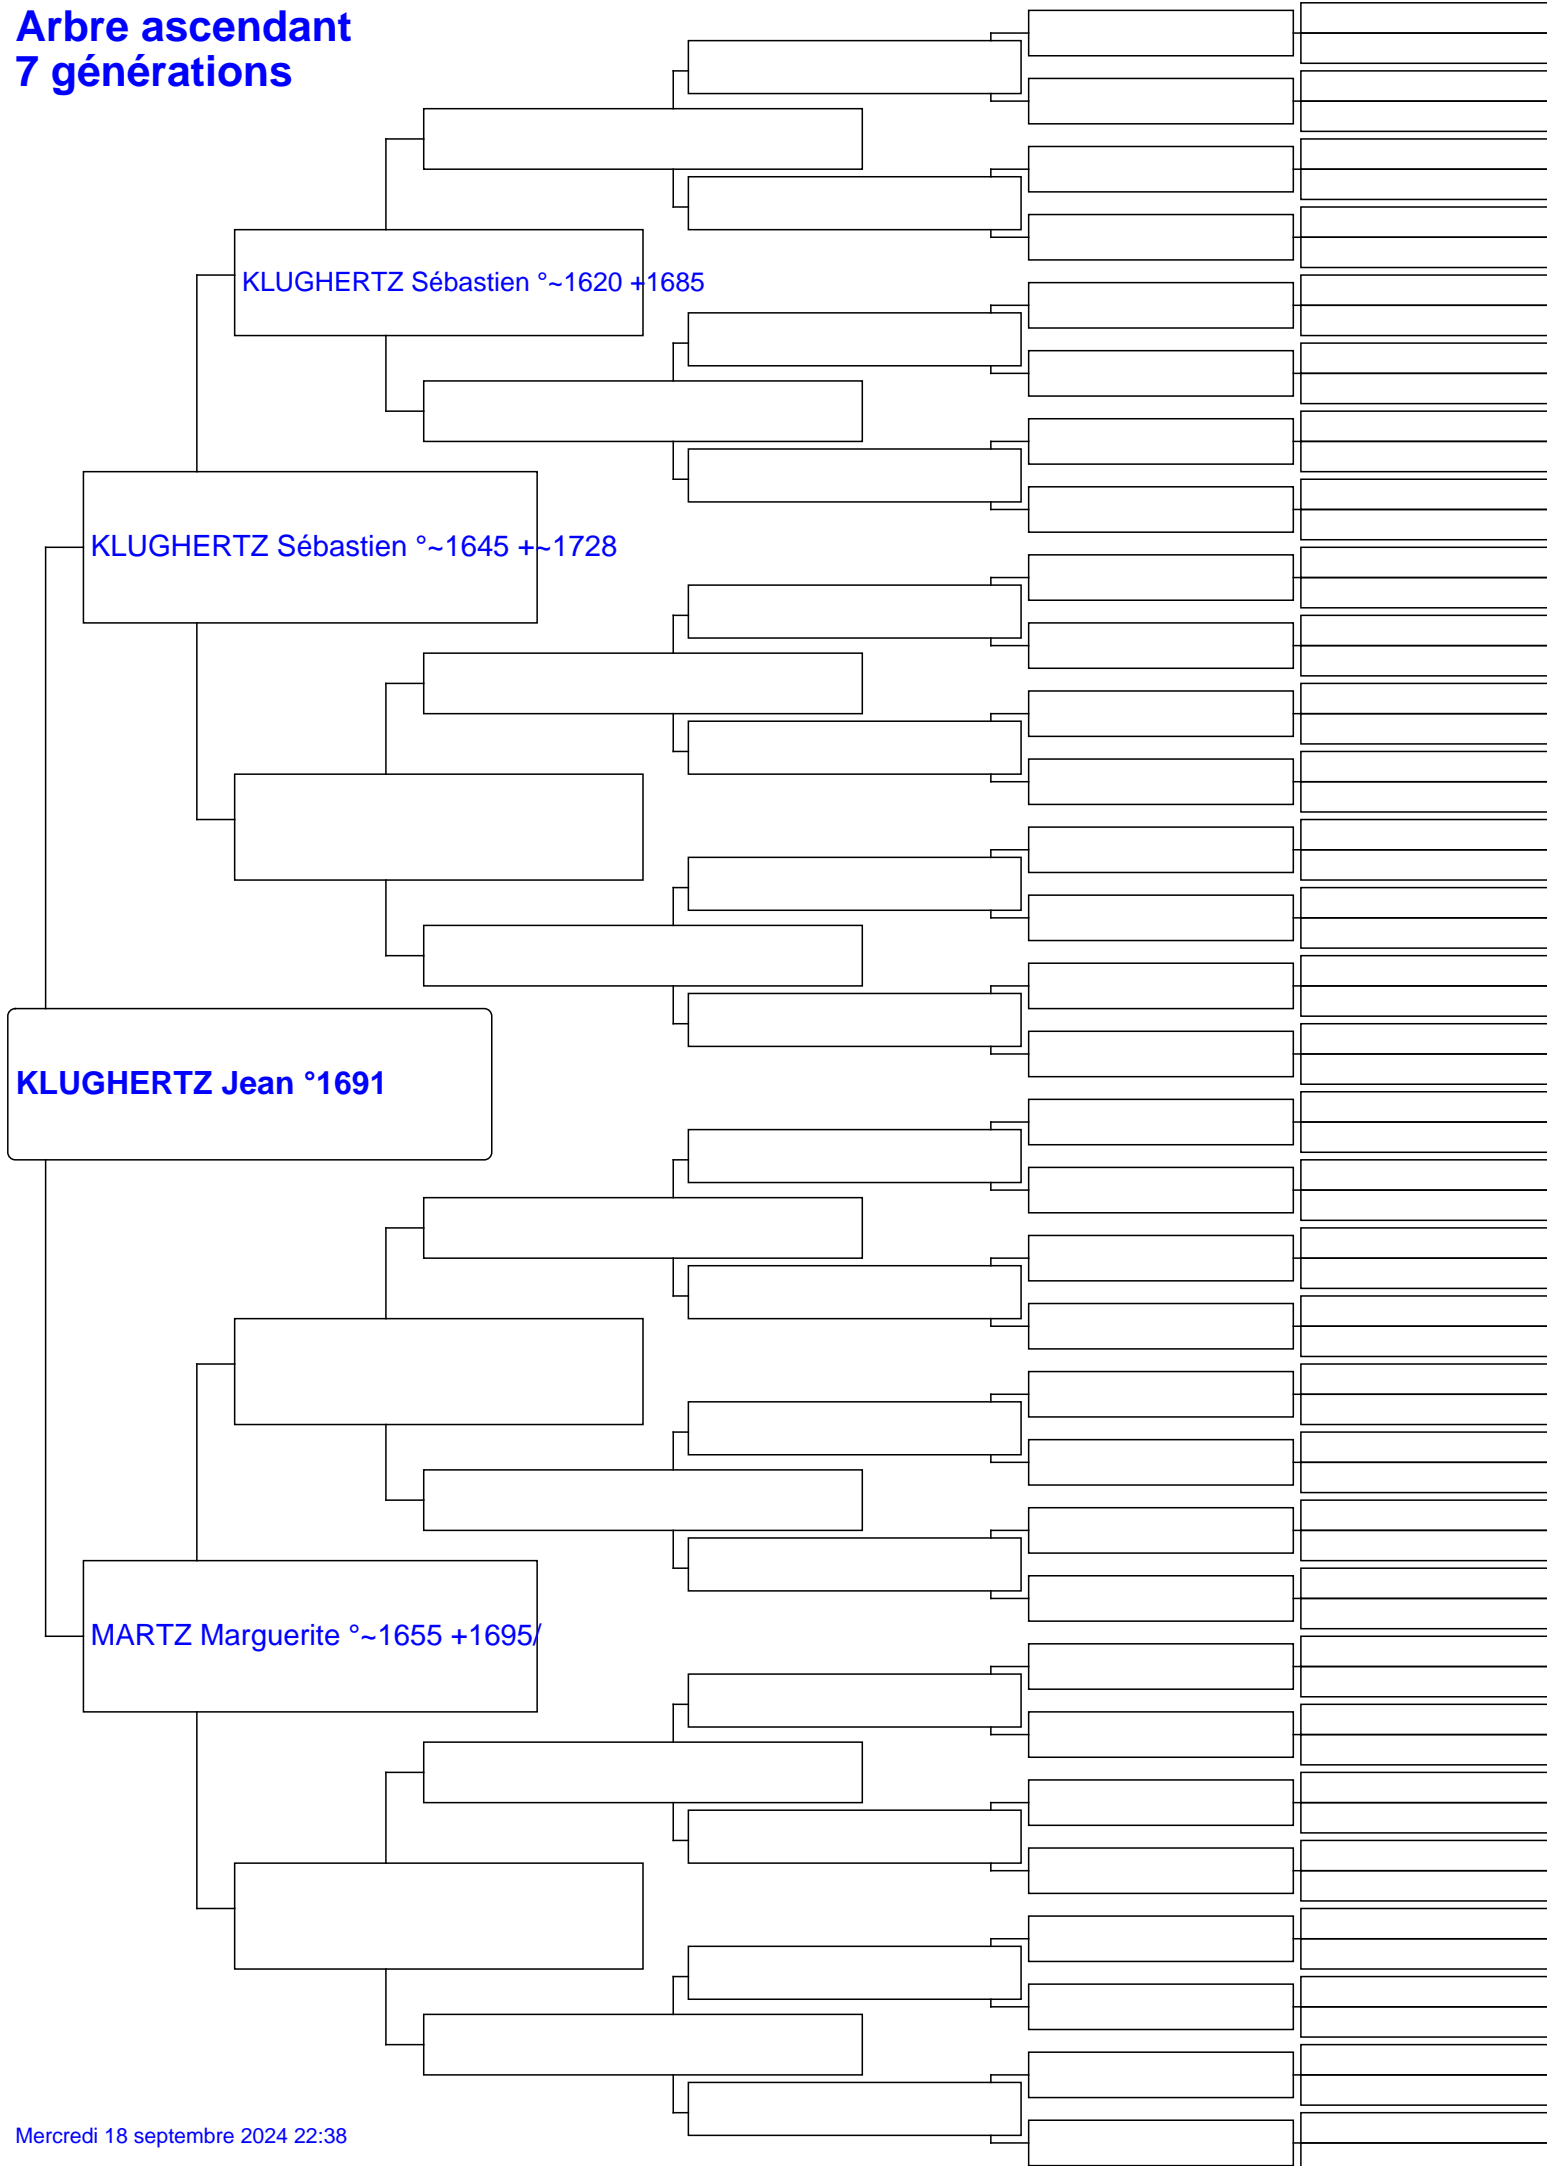 Arbre ascendant
7 générations
KLUGHERTZ Sébastien °~1620 +1685
KLUGHERTZ Sébastien °~1645 +~1728
KLUGHERTZ Jean °1691
MARTZ Marguerite °~1655 +1695/
Mercredi 18 septembre 2024 22:38